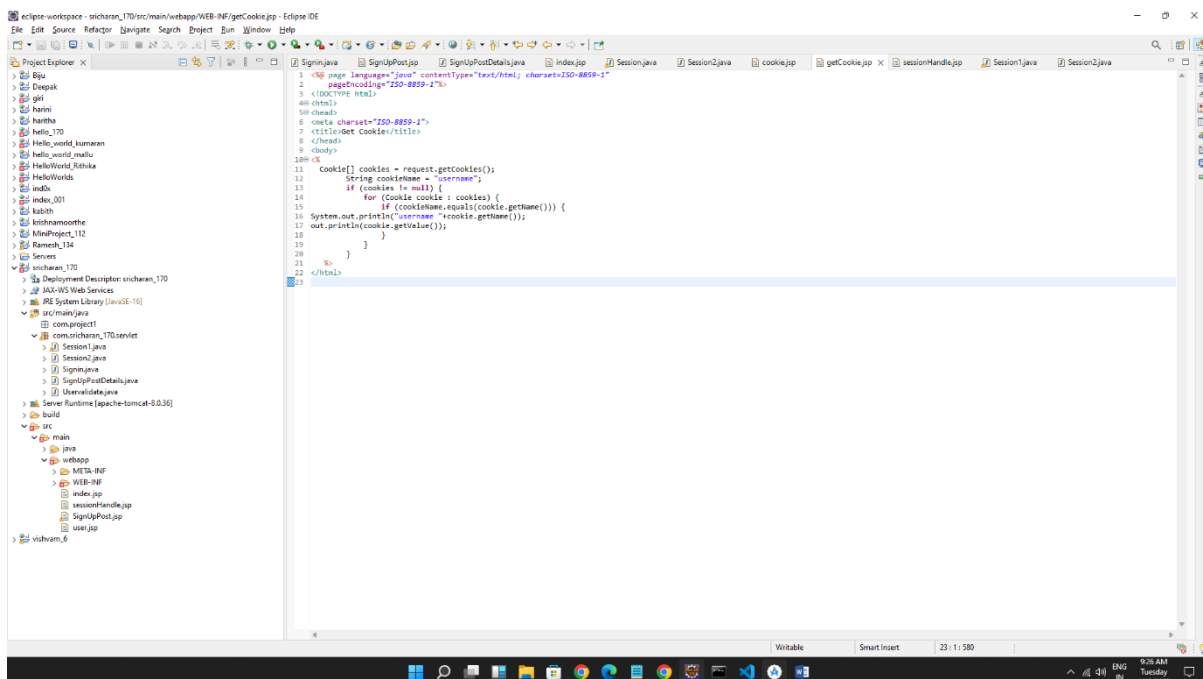 eclipse-workspace - sricharan_170/src/main/webapp/WEB-INF/getCookie.jsp - Eclipse IDE
File Edit Source Refactor Navigate Search Project Run Window Help
Project Explorer
Biju
Deepak
giri
harini
haritha
hello_170
Hello_world_kumaran
hello_world_mallu
HelloWorld_Rithika
HelloWorlds
ind0x
index_001
kabith
krishnamoorthe
MiniProject_112
Ramesh_134
Servers
sricharan_170
Deployment Descriptor: sricharan_170
JAX-WS Web Services
JRE System Library [JavaSE-16]
src/main/java
com.project1
com.sricharan_170.servlet
Session1.java
Session2.java
Signin.java
SignUpPostDetails.java
Uservalidate.java
Server Runtime [apache-tomcat-8.0.36]
build
src
main
java
webapp
META-INF
WEB-INF
index.jsp
sessionHandle.jsp
SignUpPost.jsp
user.jsp
vishvam_6
Signin.java SignUpPost.jsp SignUpPostDetails.java index.jsp Session.java Session2.java cookie.jsp getCookie.jsp sessionHandle.jsp Session1.java Session2.java
1 <%@ page language="java" contentType="text/html; charset=ISO-8859-1"
2 pageEncoding="ISO-8859-1"%>
3 <!DOCTYPE html>
4 <html>
5 <head>
6 <meta charset="ISO-8859-1">
7 <title>Get Cookie</title>
8 </head>
9 <body>
10 <%
11 Cookie[] cookies = request.getCookies();
12 String cookieName = "username";
13 if (cookies != null) {
14 for (Cookie cookie : cookies) {
15 if (cookieName.equals(cookie.getName())) {
16 System.out.println("username "+cookie.getName());
17 out.println(cookie.getValue());
18 }
19 }
20 }
21 %>
22 </html>
23
Writable Smart Insert 23 : 1 : 580
ENG
IN
9:26 AM
Tuesday